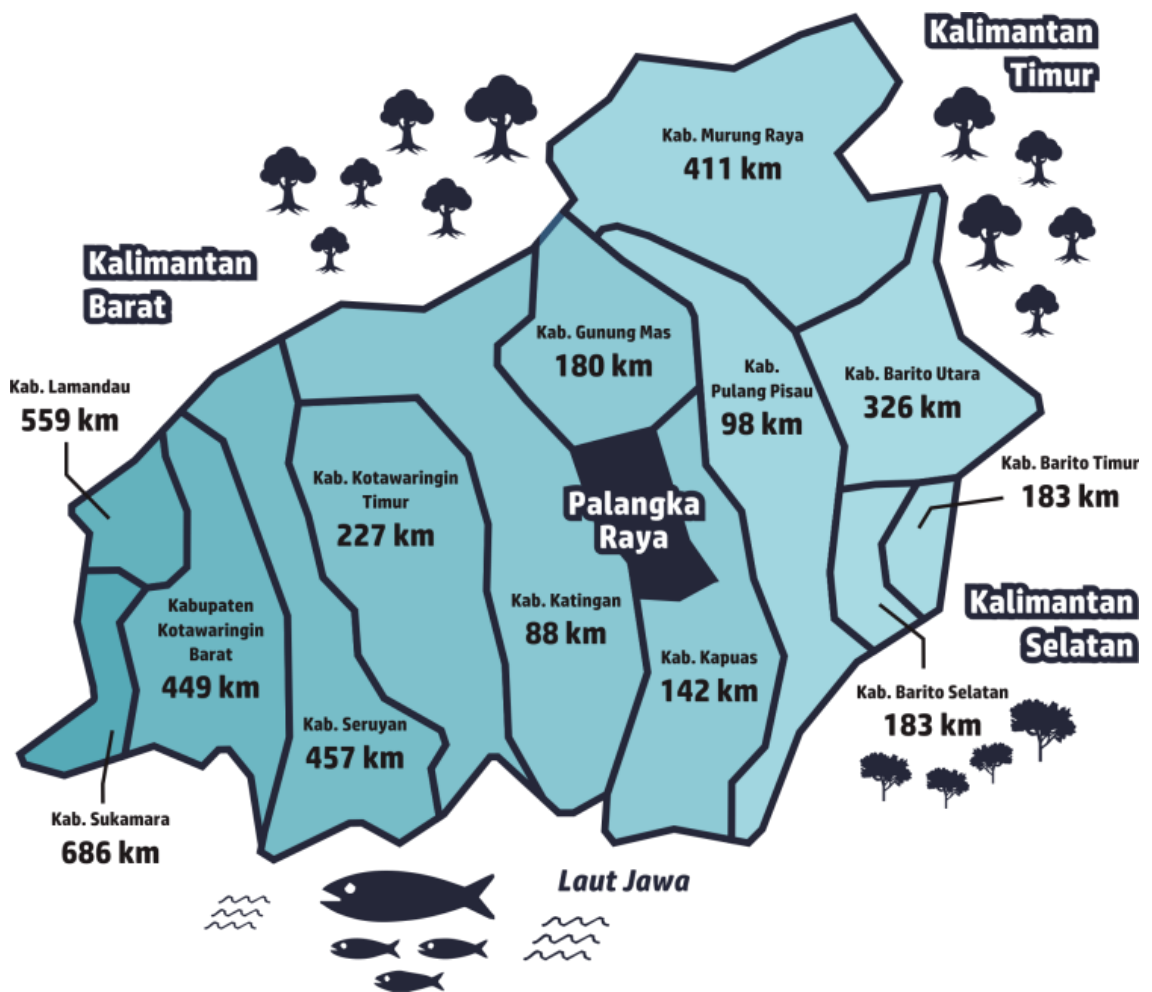 Kalimantan
Timur
Kab. Murung Raya
411 km
Kalimantan
Barat
Kab. Gunung Mas
180 km
Kab.
Pulang Pisau
98 km
Kab. Barito Utara
326 km
Kab. Lamandau
559 km
Kab. Barito Timur
183 km
Kab. Kotawaringin
Timur
227 km
Palangka
Raya
Kab. Katingan
88 km
Kabupaten
Kotawaringin
Barat
449 km
Kalimantan
Selatan
Kab. Kapuas
142 km
Kab. Barito Selatan
183 km
Kab. Seruyan
457 km
Kab. Sukamara
686 km
Laut Jawa